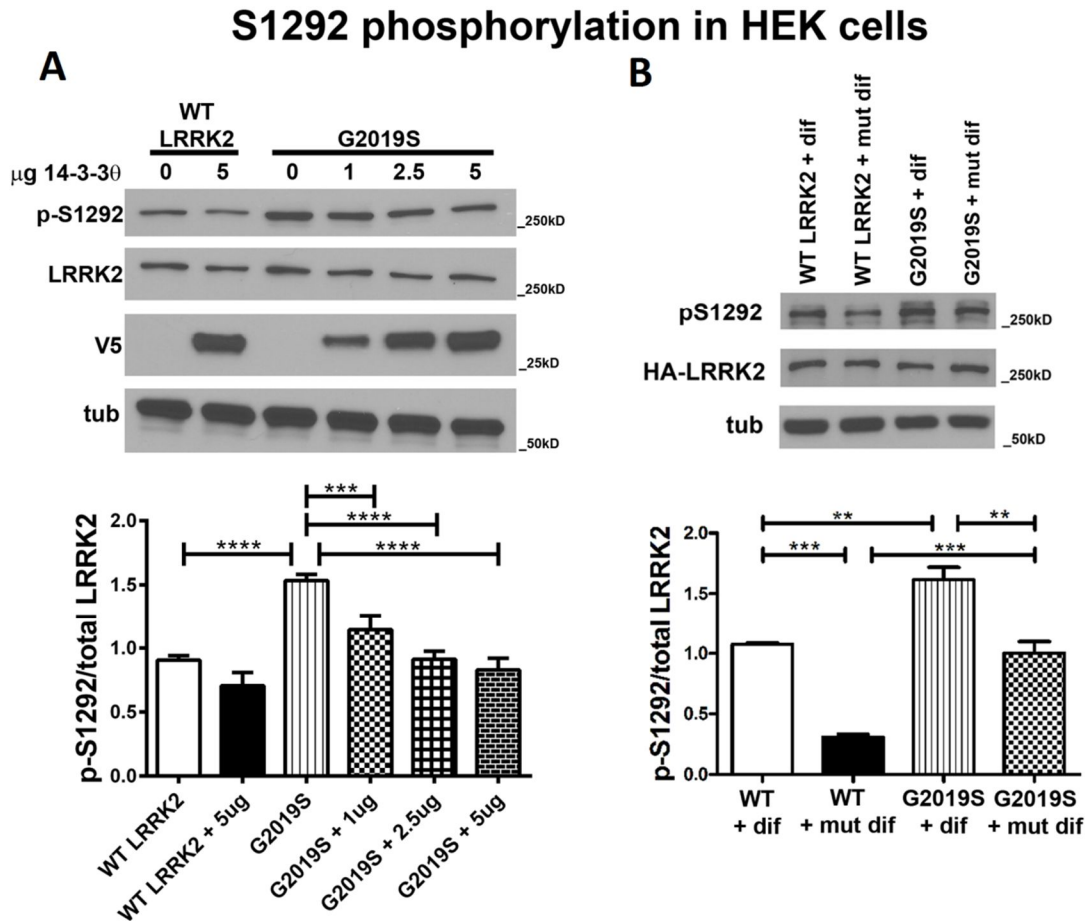 S1292 phosphorylation in HEK cells
A
WT
LRRK2
G2019S
μg 14-3-3θ 0 5 0 1 2.5 5
p-S1292 _250kD
LRRK2 _250kD
V5 _25kD
tub _50kD
p-S1292/total LRRK2
2.0
1.5
1.0
0.5
0.0
***
****
**** ****
WT LRRK2
WT LRRK2 + 5ug
G2019S
G2019S + 1ug
G2019S + 2.5ug
G2019S + 5ug
B
WT LRRK2 + dif
WT LRRK2 + mut dif
G2019S + dif
G2019S + mut dif
pS1292 _250kD
HA-LRRK2 _250kD
tub _50kD
p-S1292/total LRRK2
2.0
1.5
1.0
0.5
0.0
** **
*** ***
WT
+ dif
WT
+ mut dif
G2019S
+ dif
G2019S
+ mut dif